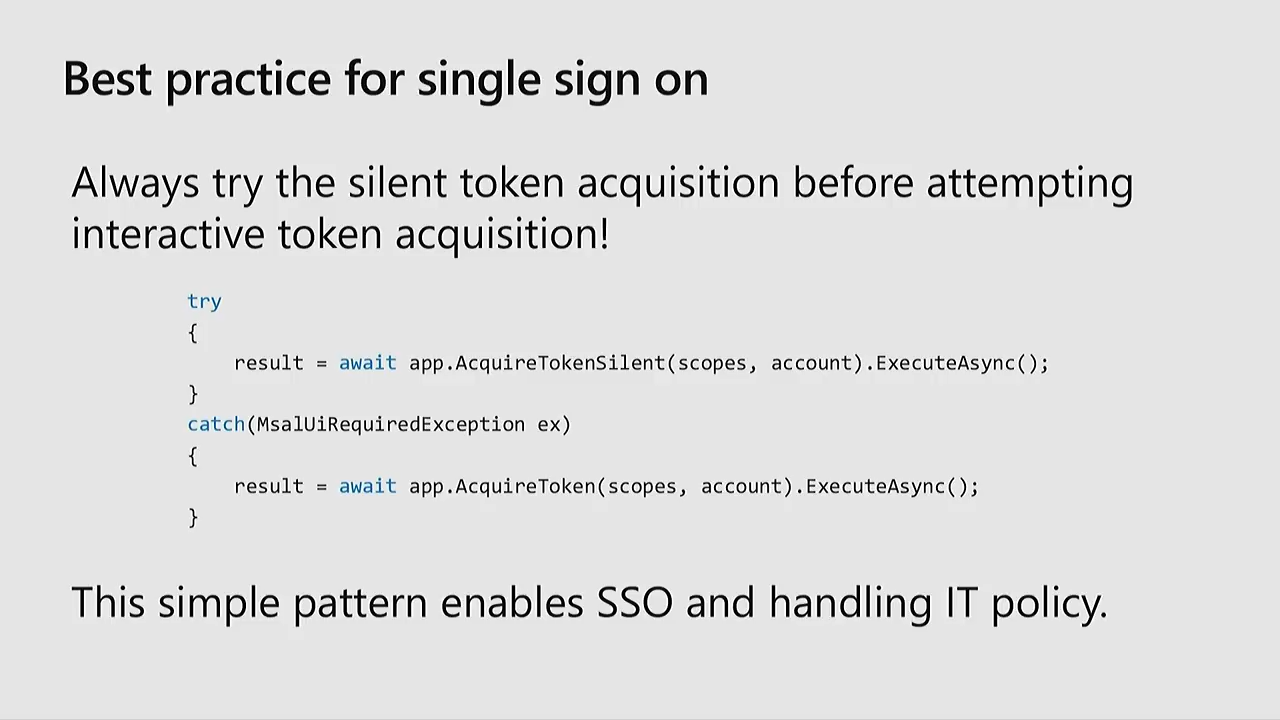 Best practice for single sign on
Always try the silent token acquisition before attempting
interactive token acquisition!
try
{
    result = await app.AcquireTokenSilent(scopes, account).ExecuteAsync();
}
catch(MsalUiRequiredException ex)
{
    result = await app.AcquireToken(scopes, account).ExecuteAsync();
}
This simple pattern enables SSO and handling IT policy.